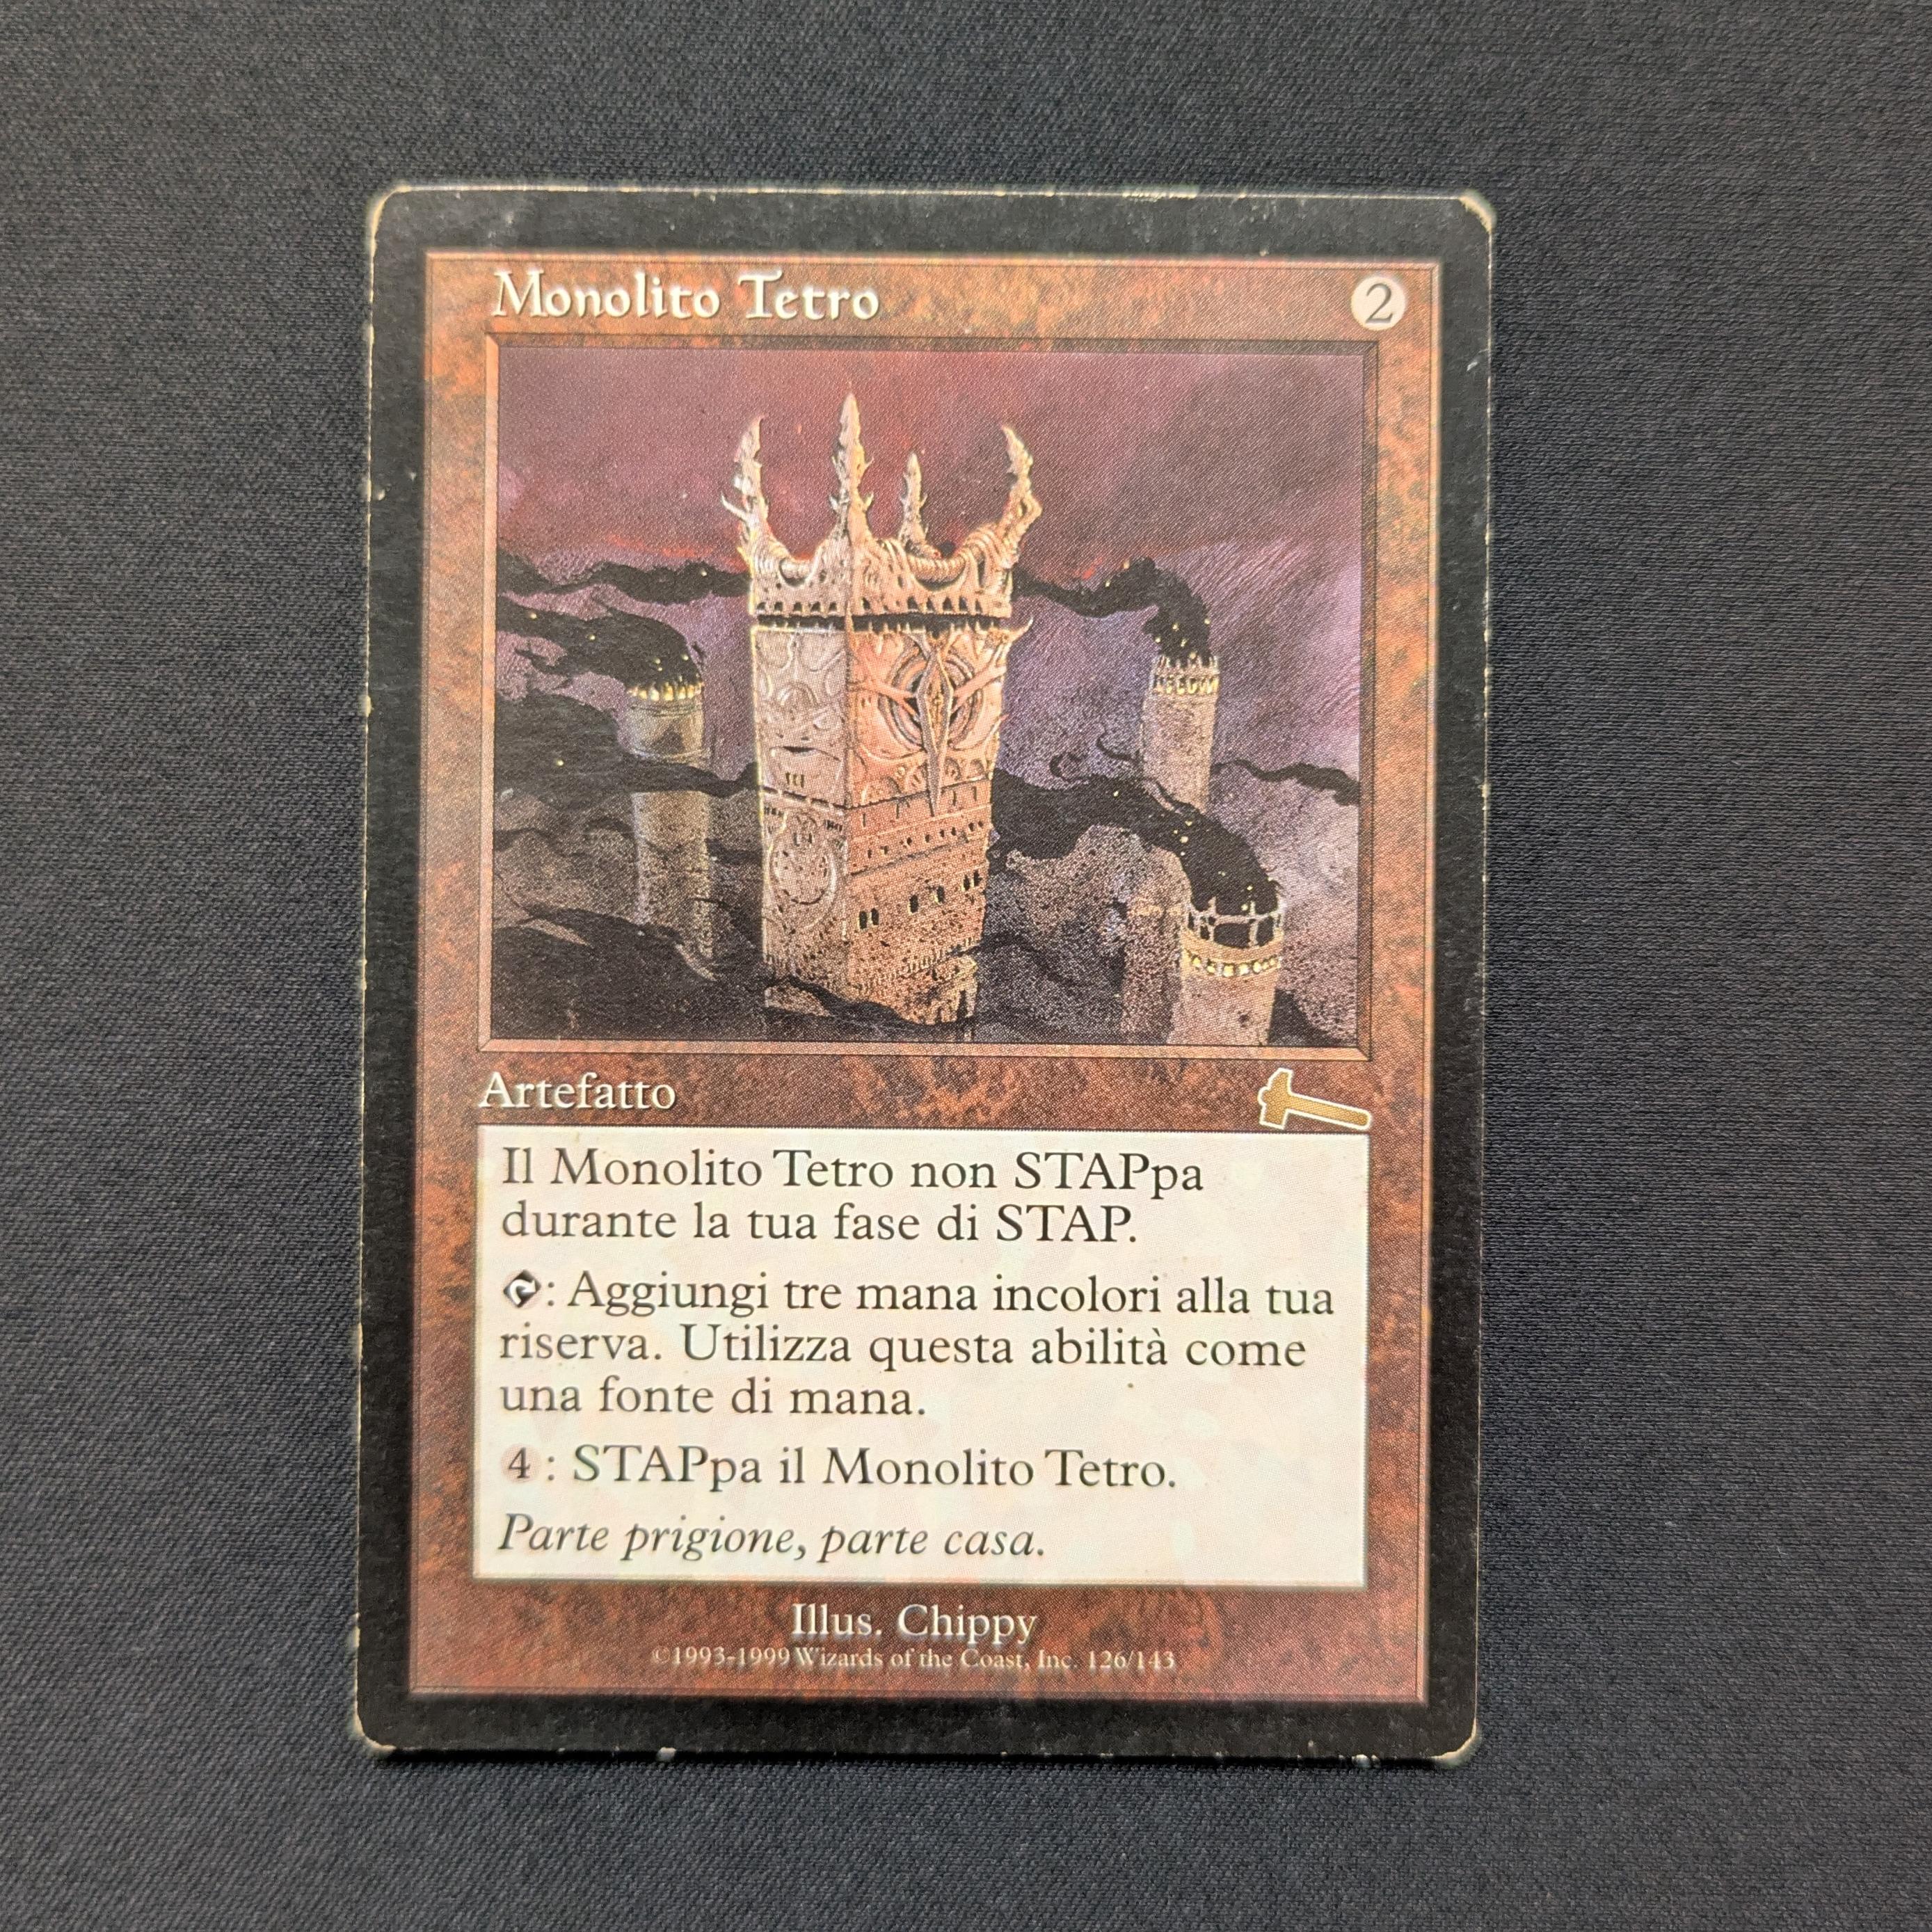 Monolito Tetro 2
Artefatto
Il Monolito Tetro non STAPpa
durante la tua fase di STAP.
: Aggiungi tre mana incolori alla tua
riserva. Utilizza questa abilità come
una fonte di mana.
4: STAPpa il Monolito Tetro.
Parte prigione, parte casa.
Illus. Chippy
©1993-1999 Wizards of the Coast, Inc. 126/143